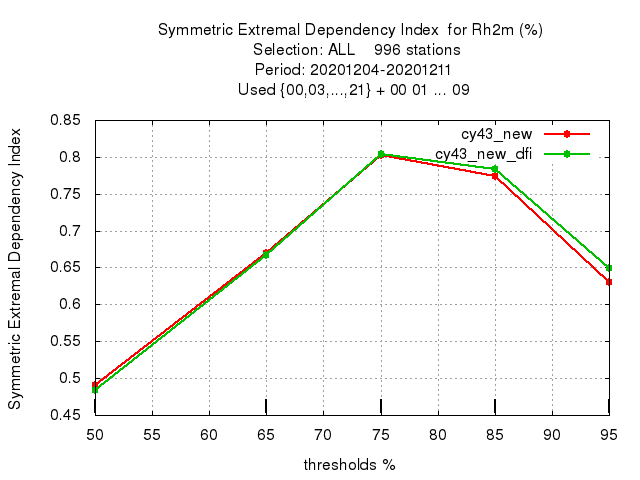 Symmetric Extremal Dependency Index  for Rh2m (%)
Selection: ALL    996 stations
Period: 20201204-20201211
Used {00,03,...,21} + 00 01 ... 09
Symmetric Extremal Dependency Index
0.85
0.8
0.75
0.7
0.65
0.6
0.55
0.5
0.45
cy43_new
cy43_new_dfi
50 55 60 65 70 75 80 85 90 95
thresholds %